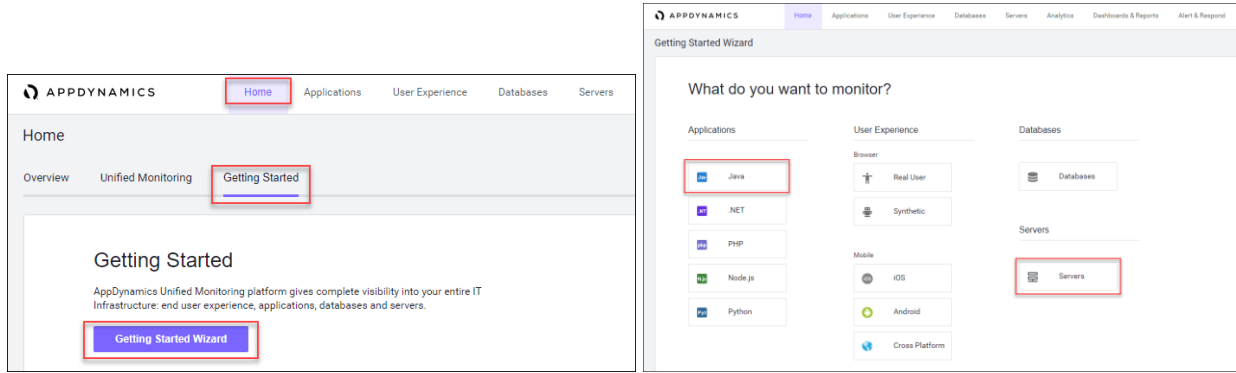 APPDYNAMICS Home Applications User Experience Databases Servers
Home
Overview Unified Monitoring Getting Started
Getting Started
AppDynamics Unified Monitoring platform gives complete visibility into your entire IT
Infrastructure: end user experience, applications, databases and servers.
Getting Started Wizard
APPDYNAMICS Home Applications User Experience Databases Servers Analytics Dashboards & Reports Alert & Respond
Getting Started Wizard
What do you want to monitor?
Applications User Experience Databases
Browser
Java Real User Databases
.NET Synthetic
Servers
PHP
Mobile
Node.js iOS Servers
Python Android
Cross Platform